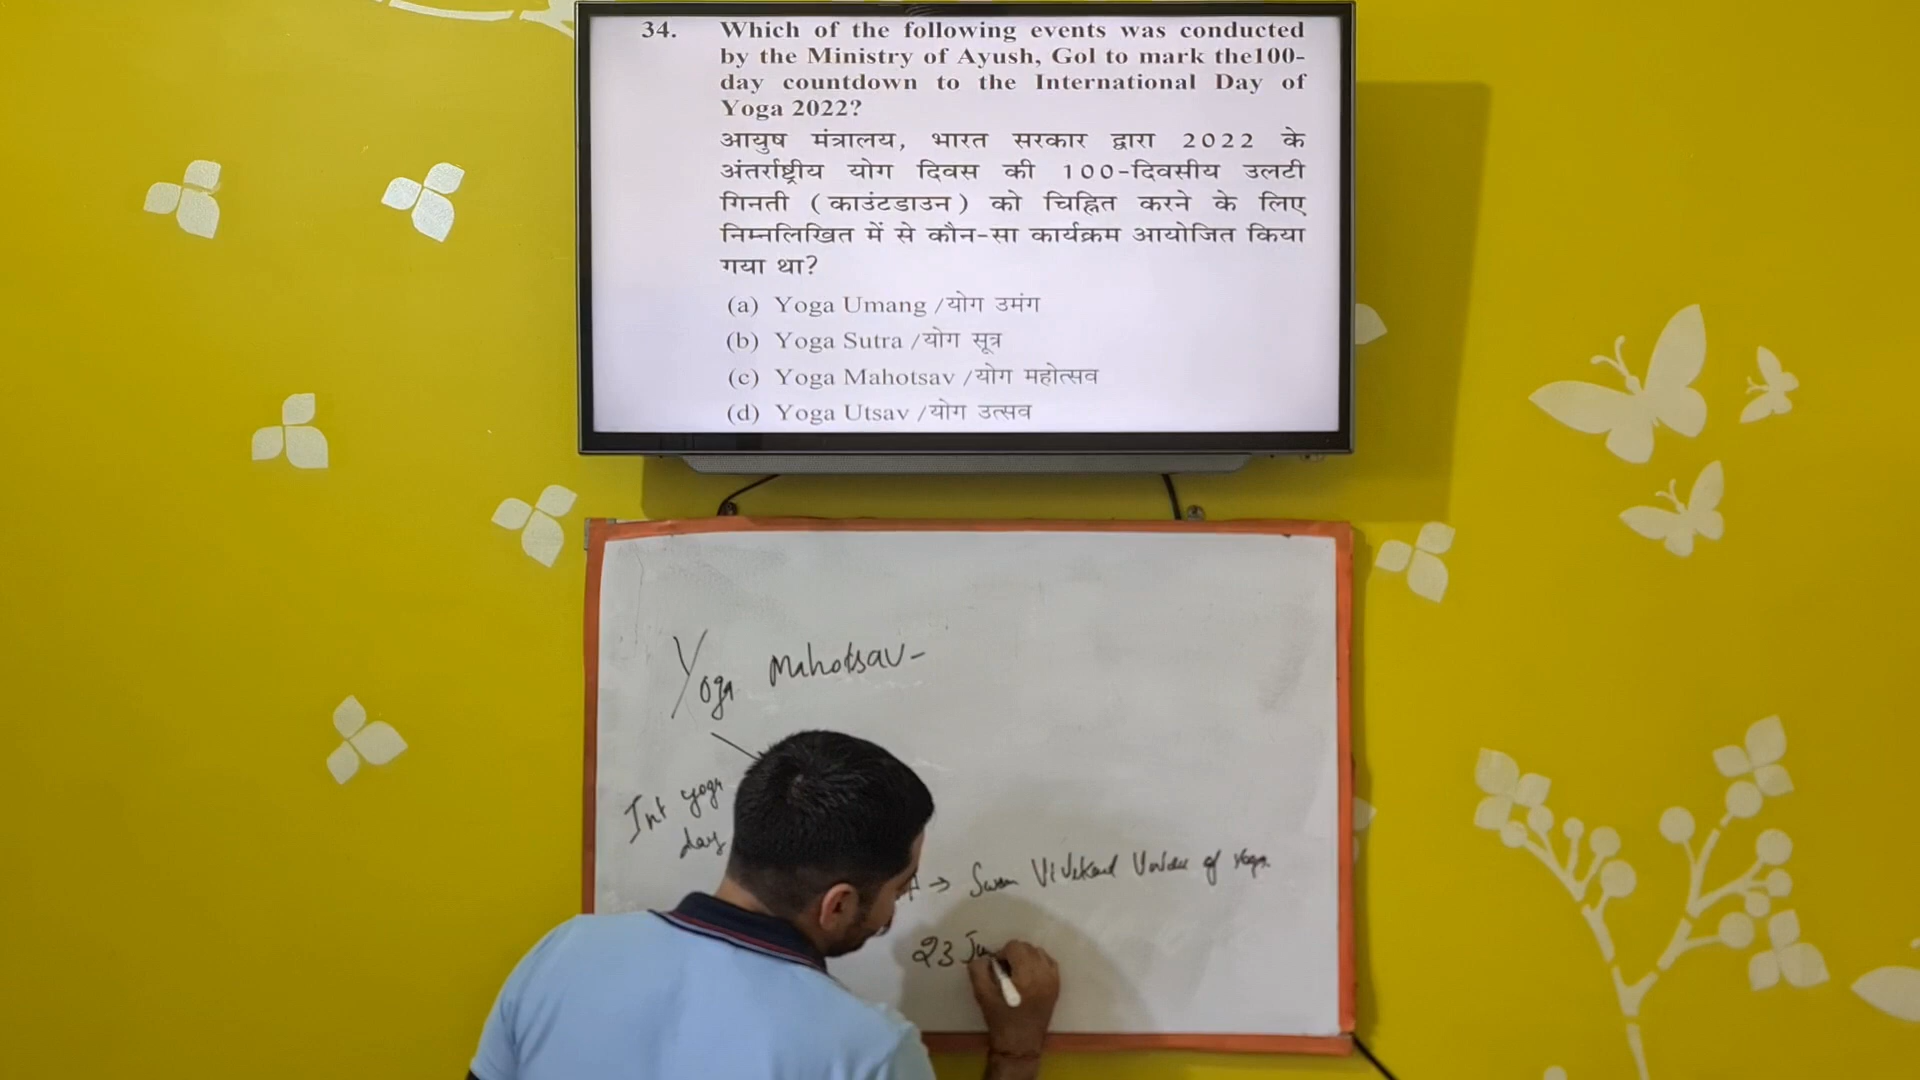 34. Which of the following events was conducted
by the Ministry of Ayush, GoI to mark the100-
day countdown to the International Day of
Yoga 2022?
आयुष मंत्रालय, भारत सरकार द्वारा 2022 के
अंतर्राष्ट्रीय योग दिवस की 100-दिवसीय उलटी
गिनती (काउंटडाउन) को चिह्नित करने के लिए
निम्नलिखित में से कौन-सा कार्यक्रम आयोजित किया
गया था?
(a) Yoga Umang /योग उमंग
(b) Yoga Sutra /योग सूत्र
(c) Yoga Mahotsav /योग महोत्सव
(d) Yoga Utsav /योग उत्सव
Yoga Mahotsav-
Int yoga
day
A → of Yoga
23 Ju